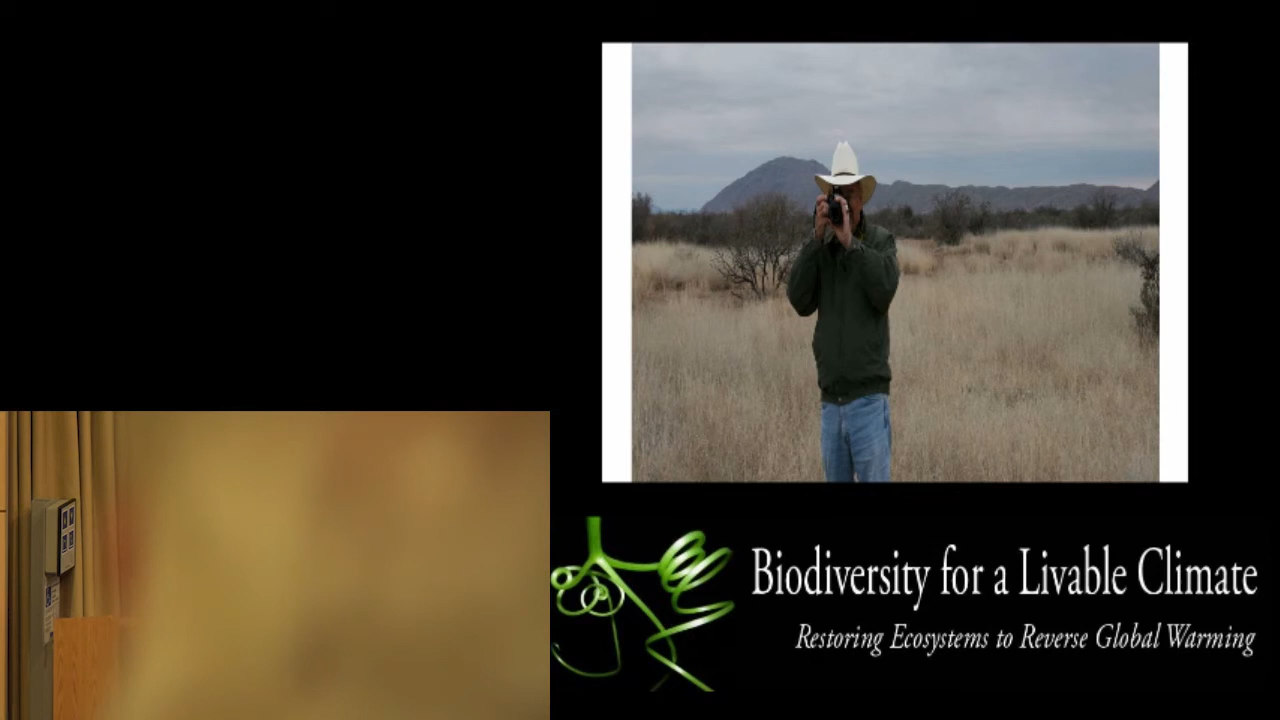 Biodiversity for a Livable Climate
Restoring Ecosystems to Reverse Global Warming